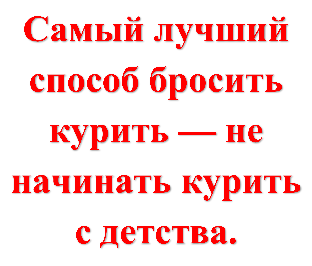 Самый лучший
способ бросить
курить — не
начинать курить
с детства.